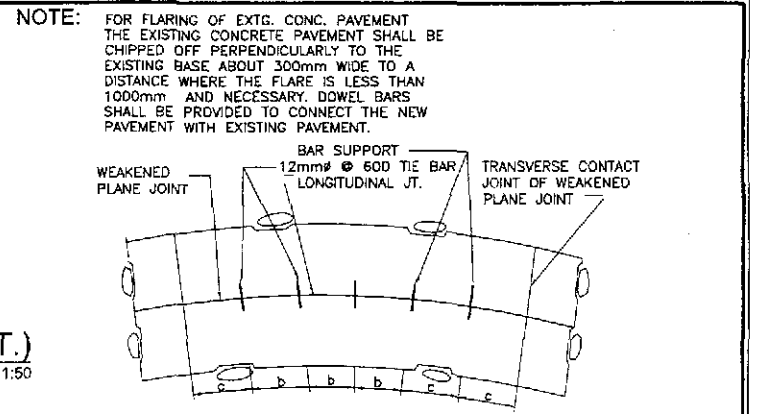 NOTE: FOR FLARING OF EXTG. CONC. PAVEMENT
THE EXISTING CONCRETE PAVEMENT SHALL BE
CHIPPED OFF PERPENDICULARLY TO THE
EXISTING BASE ABOUT 300mm WIDE TO A
DISTANCE WHERE THE FLARE IS LESS THAN
1000mm AND NECESSARY. DOWEL BARS
SHALL BE PROVIDED TO CONNECT THE NEW
PAVEMENT WITH EXISTING PAVEMENT.
BAR SUPPORT
12mmø @ 600 TIE BAR
LONGITUDINAL JT.
WEAKENED
PLANE JOINT
TRANSVERSE CONTACT
JOINT OF WEAKENED
PLANE JOINT
T.)
1:50
c b b b c c